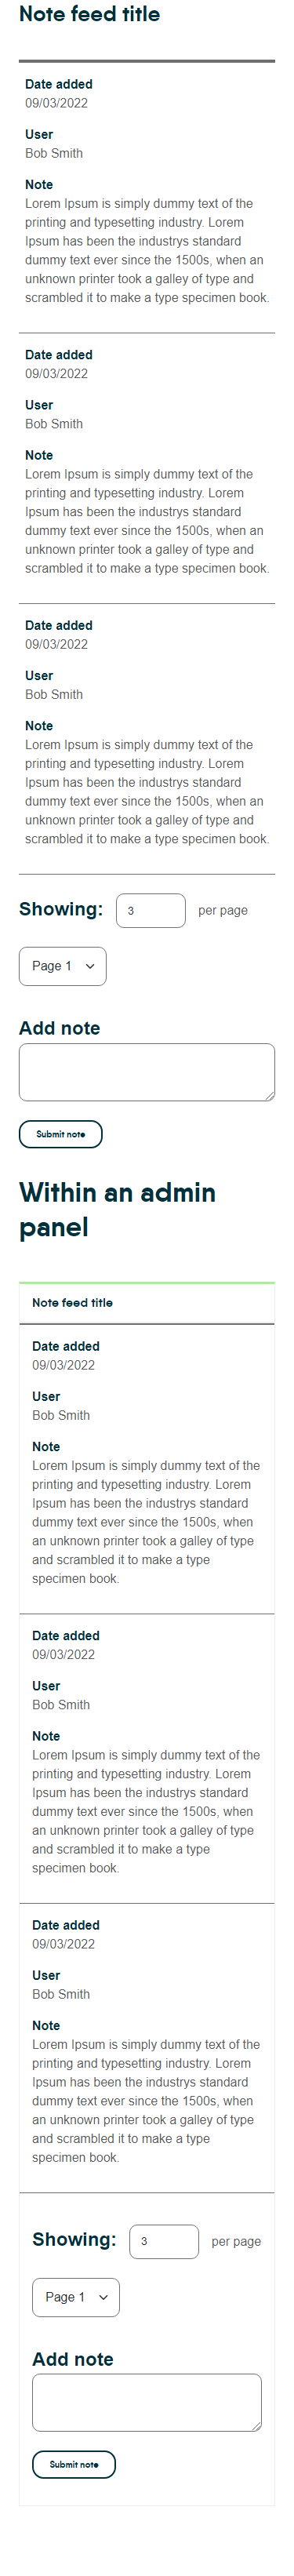 Note feed title
Date added
09/03/2022
User
Bob Smith
Note
Lorem Ipsum is simply dummy text of the
printing and typesetting industry. Lorem
Ipsum has been the industrys standard
dummy text ever since the 1500s, when an
unknown printer took a galley of type and
scrambled it to make a type specimen book.
Date added
09/03/2022
User
Bob Smith
Note
Lorem Ipsum is simply dummy text of the
printing and typesetting industry. Lorem
Ipsum has been the industrys standard
dummy text ever since the 1500s, when an
unknown printer took a galley of type and
scrambled it to make a type specimen book.
Date added
09/03/2022
User
Bob Smith
Note
Lorem Ipsum is simply dummy text of the
printing and typesetting industry. Lorem
Ipsum has been the industrys standard
dummy text ever since the 1500s, when an
unknown printer took a galley of type and
scrambled it to make a type specimen book.
Showing: 3 per page
Page 1
Add note
Submit note
Within an admin
panel
Note feed title
Date added
09/03/2022
User
Bob Smith
Note
Lorem Ipsum is simply dummy text of the
printing and typesetting industry. Lorem
Ipsum has been the industrys standard
dummy text ever since the 1500s, when
an unknown printer took a galley of type
and scrambled it to make a type
specimen book.
Date added
09/03/2022
User
Bob Smith
Note
Lorem Ipsum is simply dummy text of the
printing and typesetting industry. Lorem
Ipsum has been the industrys standard
dummy text ever since the 1500s, when
an unknown printer took a galley of type
and scrambled it to make a type
specimen book.
Date added
09/03/2022
User
Bob Smith
Note
Lorem Ipsum is simply dummy text of the
printing and typesetting industry. Lorem
Ipsum has been the industrys standard
dummy text ever since the 1500s, when
an unknown printer took a galley of type
and scrambled it to make a type
specimen book.
Showing: 3 per page
Page 1
Add note
Submit note